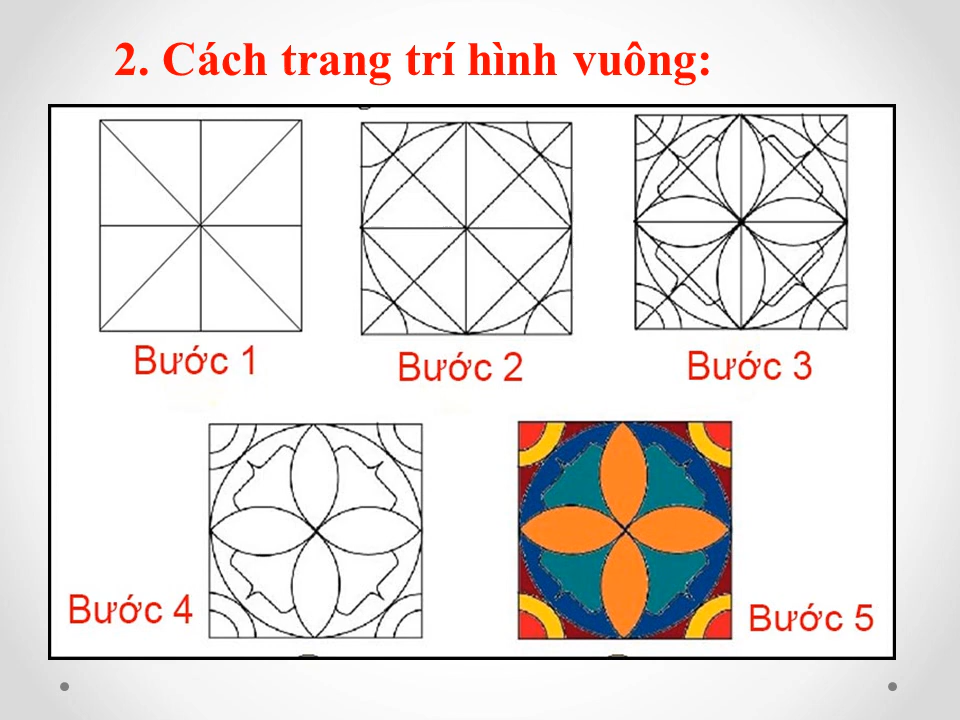 2. Cách trang trí hình vuông:
Bước 1
Bước 2
Bước 3
Bước 4
Bước 5